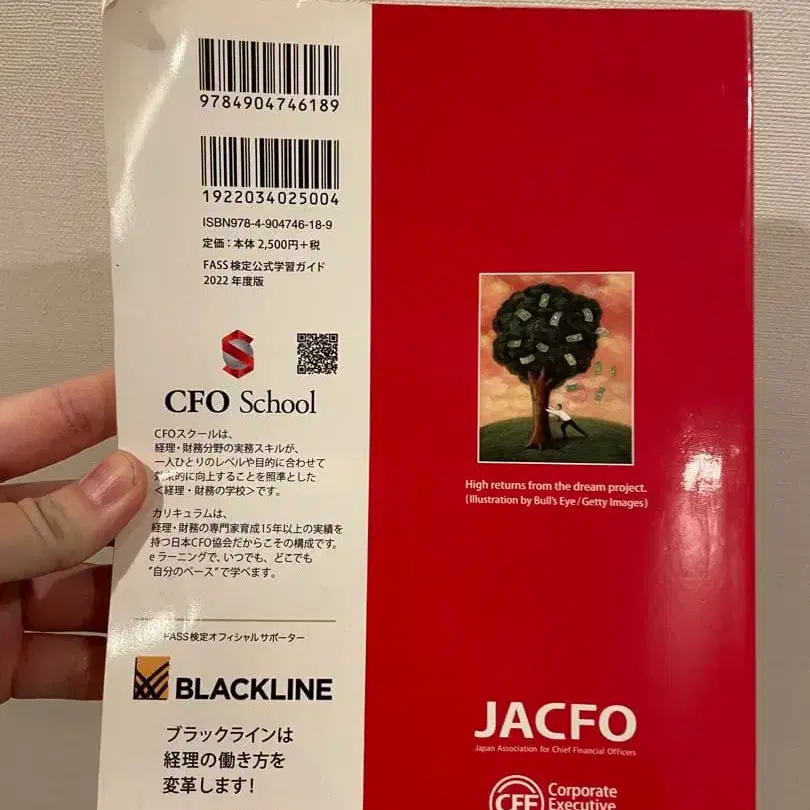 9784904746189
1922034025004
ISBN978-4-904746-18-9
定価：本体 2,500円＋税
FASS検定公式学習ガイド
2022 年度版
CFO School
CFOスクールは、
経理・財務分野の実務スキルが、
一人ひとりのレベルや目的に合わせて
効果的に向上することを照準とした
＜経理・財務の学校＞です。
カリキュラムは、
経理・財務の専門家育成15年以上の実績を
持つ日本CFO協会だからこその構成です。
eラーニングで、いつでも、どこでも
"自分のペース"で学べます。
FASS検定オフィシャルサポーター
BLACKLINE
ブラックラインは
経理の働き方を
変革します！
High returns from the dream project.
(Illustration by Bull's Eye / Getty Images)
JACFO
Japan Association for Chief Financial Officers
CFE
Corporate
Executive